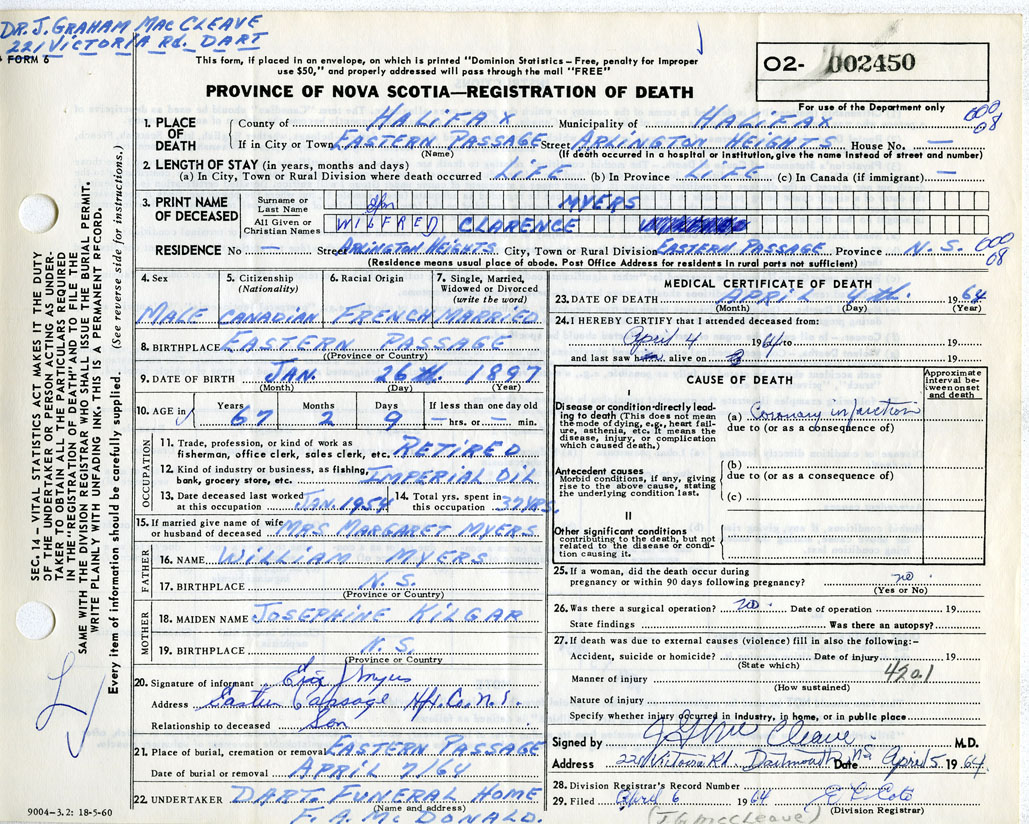 DR. J. GRAHAM MAC CLEAVE
221 VICTORIA RD. DART
FORM 6
This form, if placed in an envelope, on which is printed "Dominion Statistics – Free, penalty for improper
use $50," and properly addressed will pass through the mail "FREE"
PROVINCE OF NOVA SCOTIA—REGISTRATION OF DEATH
02- 002450
For use of the Department only
000
08
1. PLACE OF DEATH
County of HALIFAX Municipality of HALIFAX
If in City or Town EASTERN PASSAGE Street ARLINGTON HEIGHTS House No. —
(Name) (If death occurred in a hospital or institution, give the name instead of street and number)
2. LENGTH OF STAY (in years, months and days)
(a) In City, Town or Rural Division where death occurred LIFE (b) In Province LIFE (c) In Canada (if immigrant) —
3. PRINT NAME OF DECEASED
Surname or Last Name MYERS
All Given or Christian Names WILFRED CLARENCE
RESIDENCE No — Street ARLINGTON HEIGHTS City, Town or Rural Division EASTERN PASSAGE Province N.S. 000
08
(Residence means usual place of abode. Post Office Address for residents in rural parts not sufficient)
4. Sex 5. Citizenship (Nationality) 6. Racial Origin 7. Single, Married, Widowed or Divorced (write the word)
MALE CANADIAN FRENCH MARRIED
8. BIRTHPLACE EASTERN PASSAGE
(Province or Country)
9. DATE OF BIRTH JAN. 26th. 1897
(Month) (Day) (Year)
10. AGE in Years Months Days If less than one day old
67 2 9 — hrs. or — min.
OCCUPATION
11. Trade, profession, or kind of work as
fisherman, office clerk, sales clerk, etc. RETIRED
12. Kind of industry or business, as fishing,
bank, grocery store, etc. IMPERIAL OIL
13. Date deceased last worked
at this occupation JAN. 1954
14. Total yrs. spent in
this occupation 37 YRS.
15. If married give name of wife
or husband of deceased MRS MARGARET MYERS
FATHER
16. NAME WILLIAM MYERS
17. BIRTHPLACE N.S.
(Province or Country)
MOTHER
18. MAIDEN NAME JOSEPHINE KILGAR
19. BIRTHPLACE N.S.
(Province or Country)
20. Signature of informant
Address Eastern Passage Hfx. Co. N.S.
Relationship to deceased Son
21. Place of burial, cremation or removal EASTERN PASSAGE
Date of burial or removal APRIL 7/64
22. UNDERTAKER DART. FUNERAL HOME
(Name and address)
F. A. MC DONALD.
9004-3.2: 18-5-60
MEDICAL CERTIFICATE OF DEATH
23. DATE OF DEATH APRIL 4th. 19 64
(Month) (Day) (Year)
24. I HEREBY CERTIFY that I attended deceased from:
April 4 1964 to 19
and last saw h alive on 19
CAUSE OF DEATH
Approximate interval between onset and death
I
Disease or condition directly leading to death (This does not mean the mode of dying, e.g., heart failure, asthenia, etc. It means the disease, injury, or complication which caused death.)
(a) Coronary infarction
due to (or as a consequence of)
Antecedent causes
Morbid conditions, if any, giving rise to the above cause, stating the underlying condition last.
(b)
due to (or as a consequence of)
(c)
II
Other significant conditions
contributing to the death, but not related to the disease or condition causing it.
25. If a woman, did the death occur during
pregnancy or within 90 days following pregnancy? no.
(Yes or No)
26. Was there a surgical operation? no. Date of operation 19
State findings Was there an autopsy?
27. If death was due to external causes (violence) fill in also the following:–
Accident, suicide or homicide? Date of injury 19
(State which)
Manner of injury 4201
(How sustained)
Nature of injury
Specify whether injury occurred in industry, in home, or in public place
Signed by J G MacCleave M.D.
Address 221 Victoria Rd. Dartmouth NS. Date April 5 19 64
28. Division Registrar's Record Number
29. Filed April 6 1964
(Division Registrar)
(J G MacCleave)
SEC. 14 – VITAL STATISTICS ACT MAKES IT THE DUTY
OF THE UNDERTAKER OR PERSON ACTING AS UNDER-
TAKER TO OBTAIN ALL THE PARTICULARS REQUIRED
IN THE "REGISTRATION OF DEATH" AND TO FILE THE
SAME WITH THE DIVISION REGISTRAR WHO SHALL ISSUE THE BURIAL PERMIT.
WRITE PLAINLY WITH UNFADING INK. THIS IS A PERMANENT RECORD.
Every item of information should be carefully supplied. (See reverse side for instructions.)